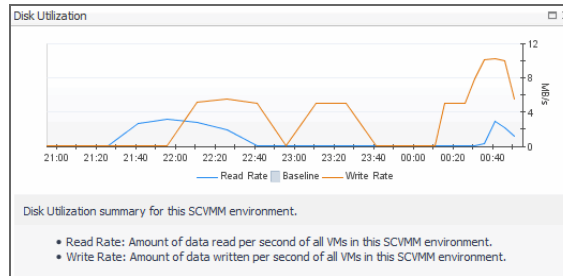 Disk Utilization
12
8
4
0
MB/s
21:00 21:20 21:40 22:00 22:20 22:40 23:00 23:20 23:40 00:00 00:20 00:40
Read Rate Baseline Write Rate
Disk Utilization summary for this SCVMM environment.
• Read Rate: Amount of data read per second of all VMs in this SCVMM environment.
• Write Rate: Amount of data written per second of all VMs in this SCVMM environment.